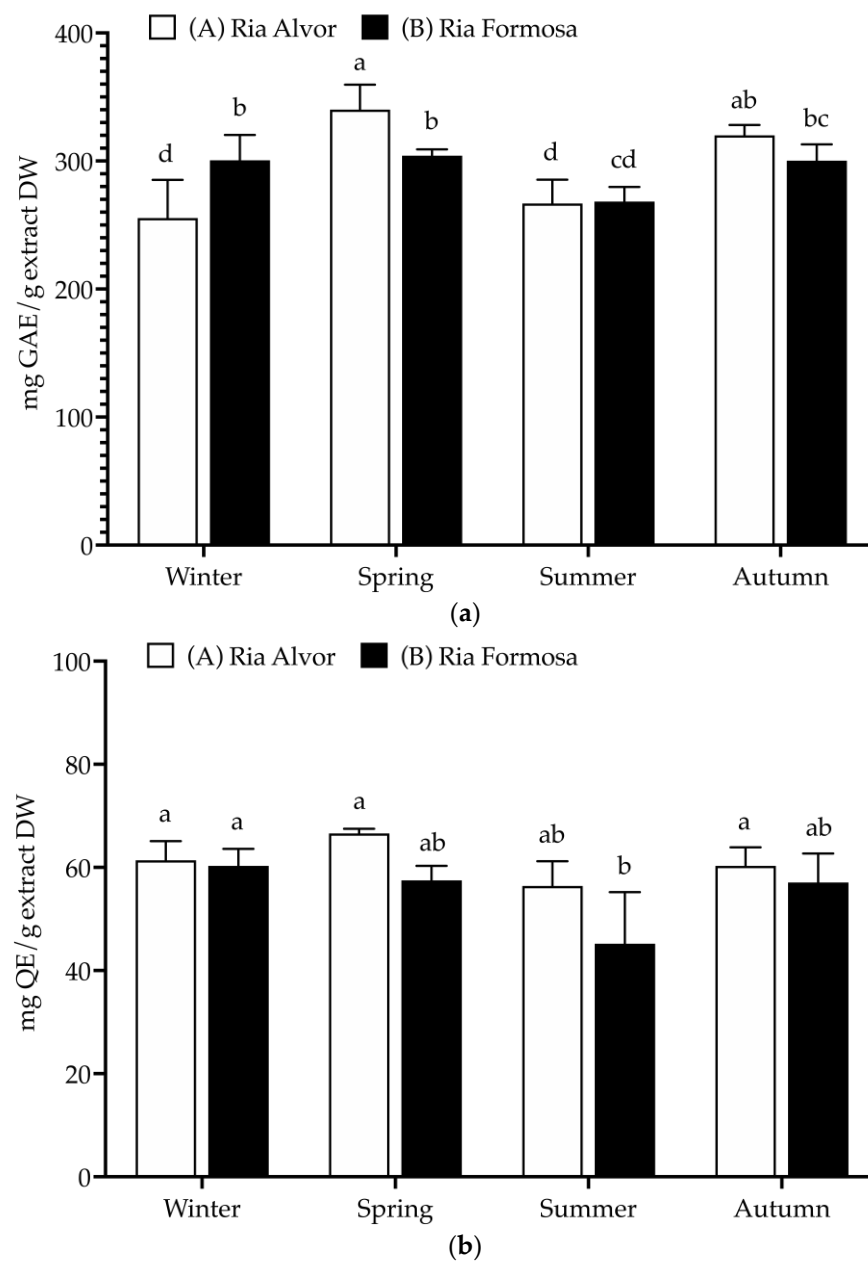 (A) Ria Alvor (B) Ria Formosa
mg GAE/g extract DW
400
300
200
100
0
d b a b d cd ab bc
Winter Spring Summer Autumn
(a)
(A) Ria Alvor (B) Ria Formosa
mg QE/g extract DW
100
80
60
40
20
0
a a a ab ab b a ab
Winter Spring Summer Autumn
(b)